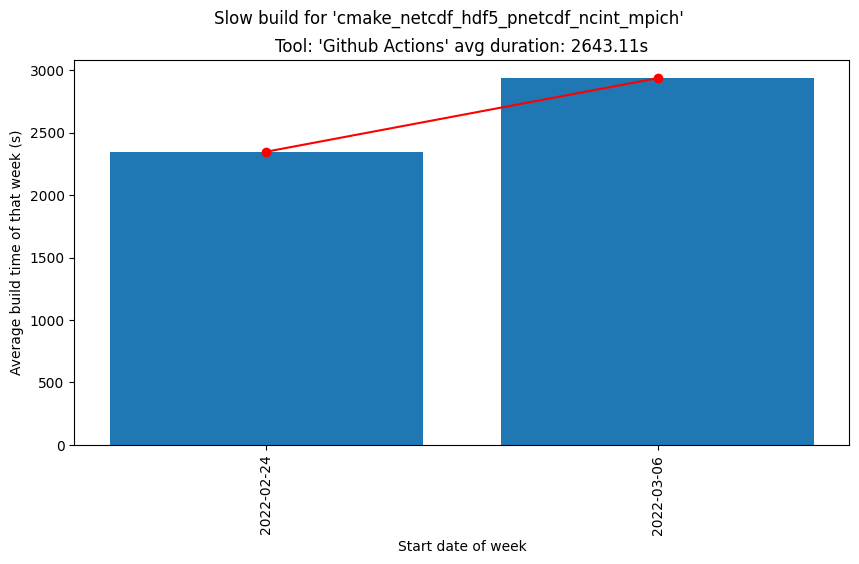 Slow build for 'cmake_netcdf_hdf5_pnetcdf_ncint_mpich'
Tool: 'Github Actions' avg duration: 2643.11s
Average build time of that week (s)
3000
2500
2000
1500
1000
500
0
2022-02-24
2022-03-06
Start date of week